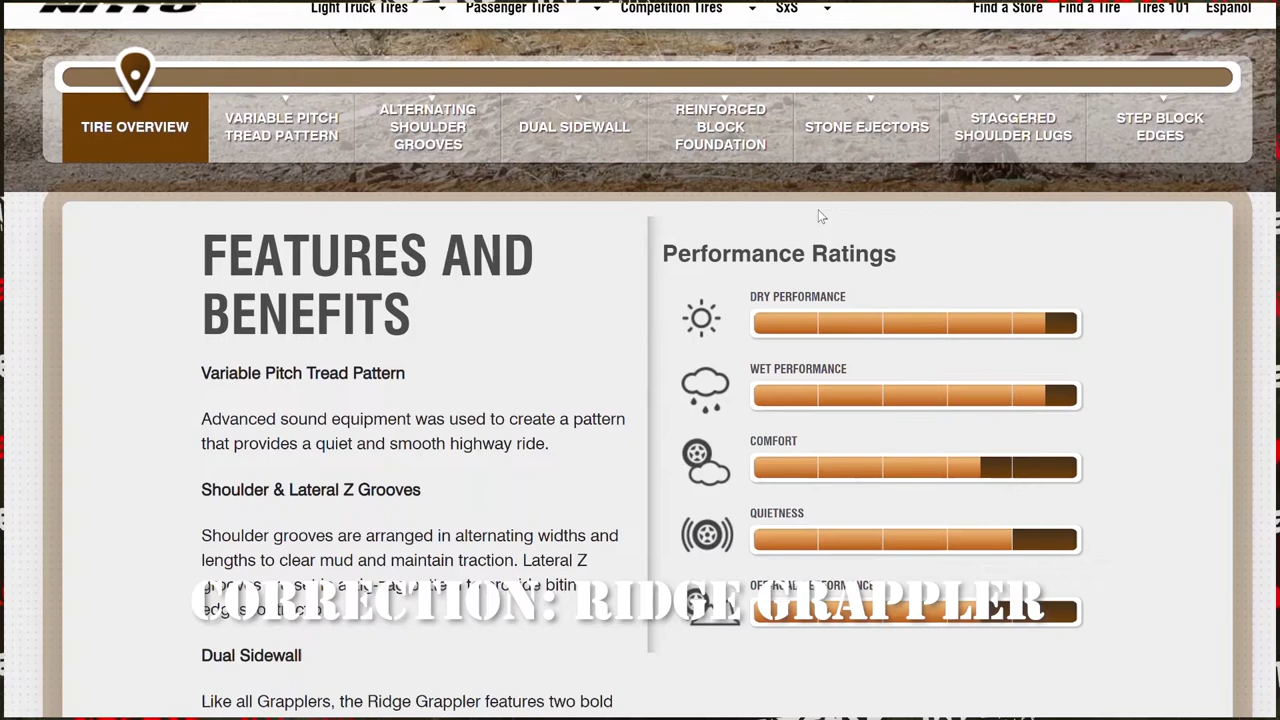 NITTO
Light Truck Tires
Passenger Tires
Competition Tires
SxS
Find a Store
Find a Tire
Tires 101
Español
TIRE OVERVIEW
VARIABLE PITCH
TREAD PATTERN
ALTERNATING
SHOULDER
GROOVES
DUAL SIDEWALL
REINFORCED
BLOCK
FOUNDATION
STONE EJECTORS
STAGGERED
SHOULDER LUGS
STEP BLOCK
EDGES
FEATURES AND
BENEFITS
Variable Pitch Tread Pattern
Advanced sound equipment was used to create a pattern
that provides a quiet and smooth highway ride.
Shoulder & Lateral Z Grooves
Shoulder grooves are arranged in alternating widths and
lengths to clear mud and maintain traction. Lateral Z
Dual Sidewall
Like all Grapplers, the Ridge Grappler features two bold
Performance Ratings
DRY PERFORMANCE
WET PERFORMANCE
COMFORT
QUIETNESS
OFF-ROAD PERFORMANCE
CORRECTION: RIDGE GRAPPLER